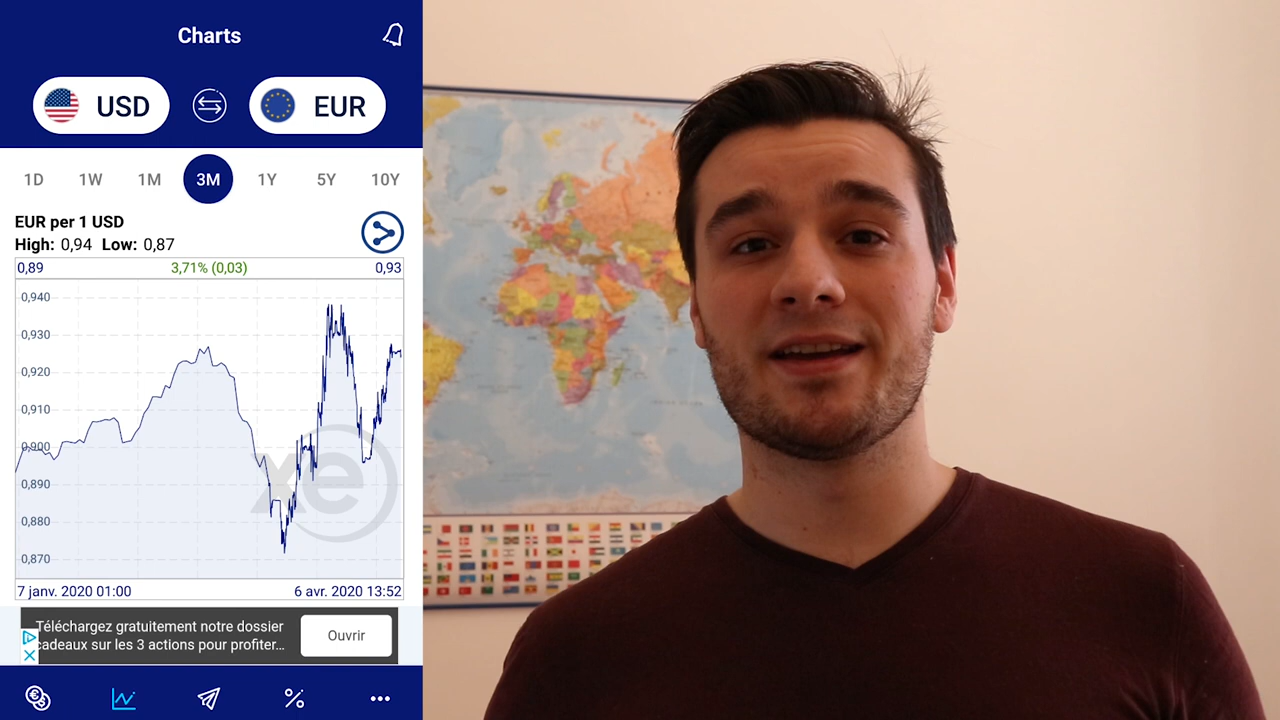 Charts
USD
EUR
1D 1W 1M 3M 1Y 5Y 10Y
EUR per 1 USD
High: 0,94 Low: 0,87
0,89 3,71% (0,03) 0,93
0,940
0,930
0,920
0,910
0,900
0,890
0,880
0,870
xe
7 janv. 2020 01:00 6 avr. 2020 13:52
Téléchargez gratuitement notre dossier
cadeaux sur les 3 actions pour profiter...
Ouvrir